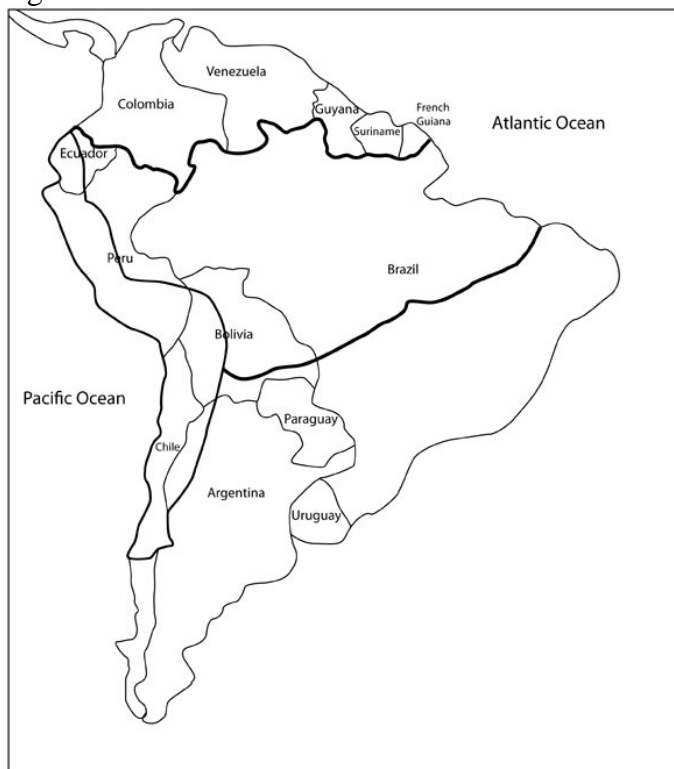 Venezuela
Colombia
Guyana
French
Guiana
Suriname
Atlantic Ocean
Ecuador
Peru
Brazil
Bolivia
Pacific Ocean
Paraguay
Chile
Argentina
Uruguay